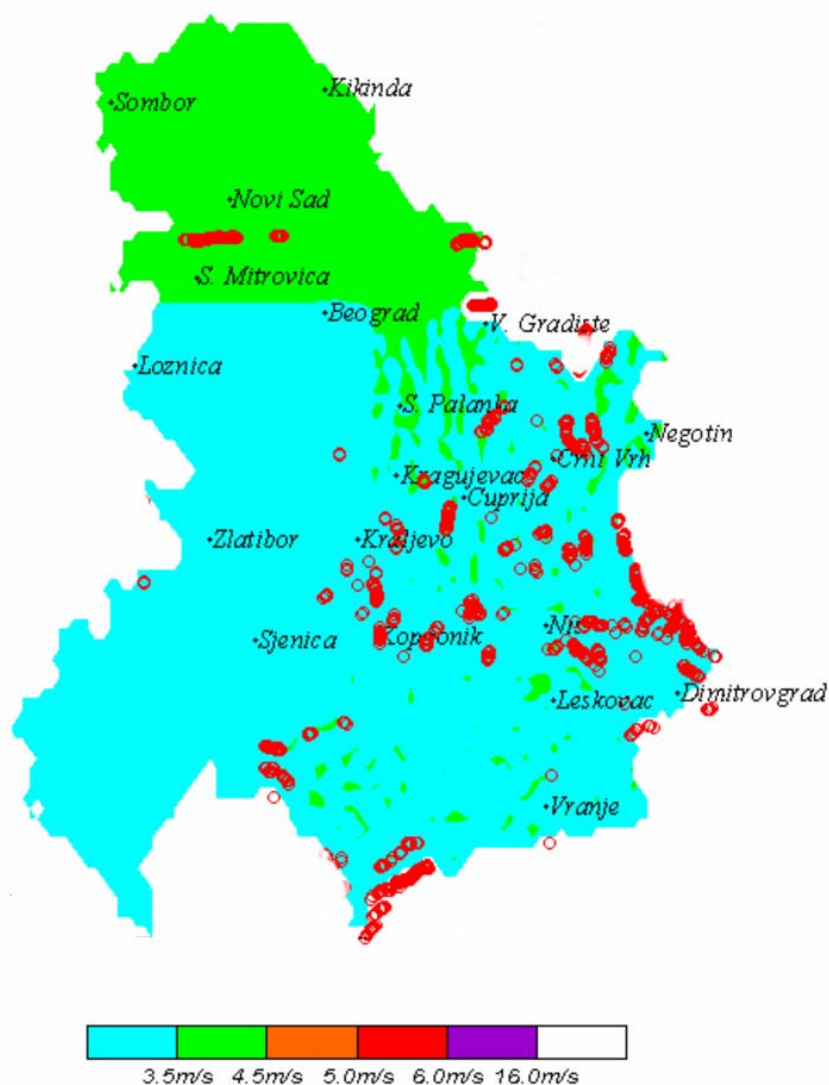 Kikinda
Sombor
Novi Sad
S. Mitrovica
Beograd
V. Gradiste
Loznica
S. Palanka
Negotin
Crni Vrh
Kragujevac
Cuprija
Zlatibor
Kraljevo
Nis
Sjenica
Kopaonik
Dimitrovgrad
Leskovac
Vranje
3.5m/s 4.5m/s 5.0m/s 6.0m/s 16.0m/s